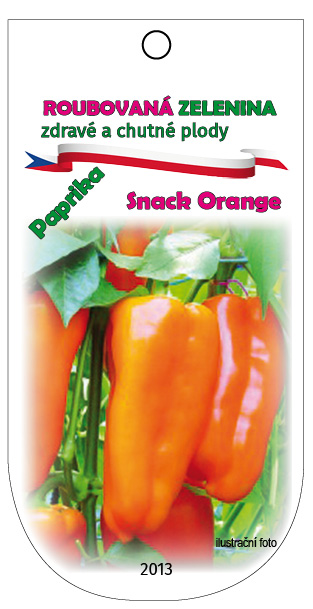 ROUBOVANÁ ZELENINA
zdravé a chutné plody
Paprika
Snack Orange
ilustrační foto
2013